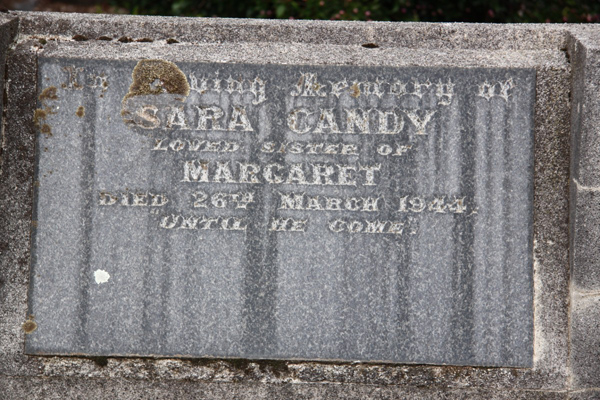 In Loving Memory of
SARA CANDY
LOVED SISTER OF
MARGARET
DIED 26TH MARCH 1944,
"UNTIL HE COME."